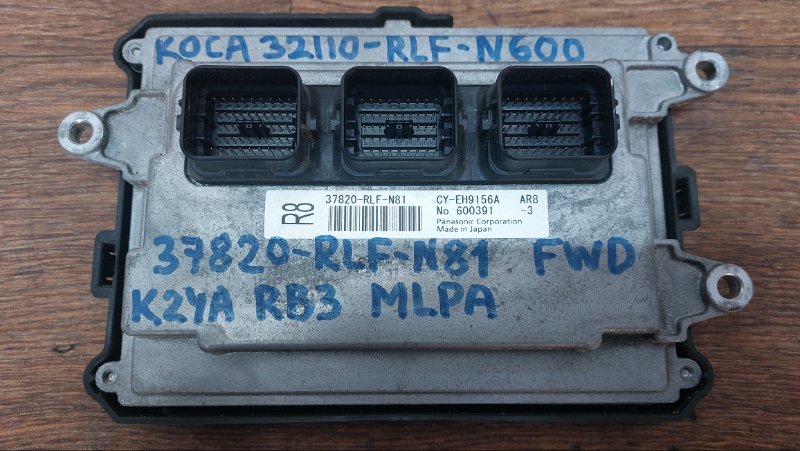 КОСА 32110-RLF-N600
R8
37820-RLF-N81 CY-EH9156A AR8
No. 600391 -3
Panasonic Corporation
Made in Japan
37820-RLF-N81 FWD
K24A RB3 MLPA